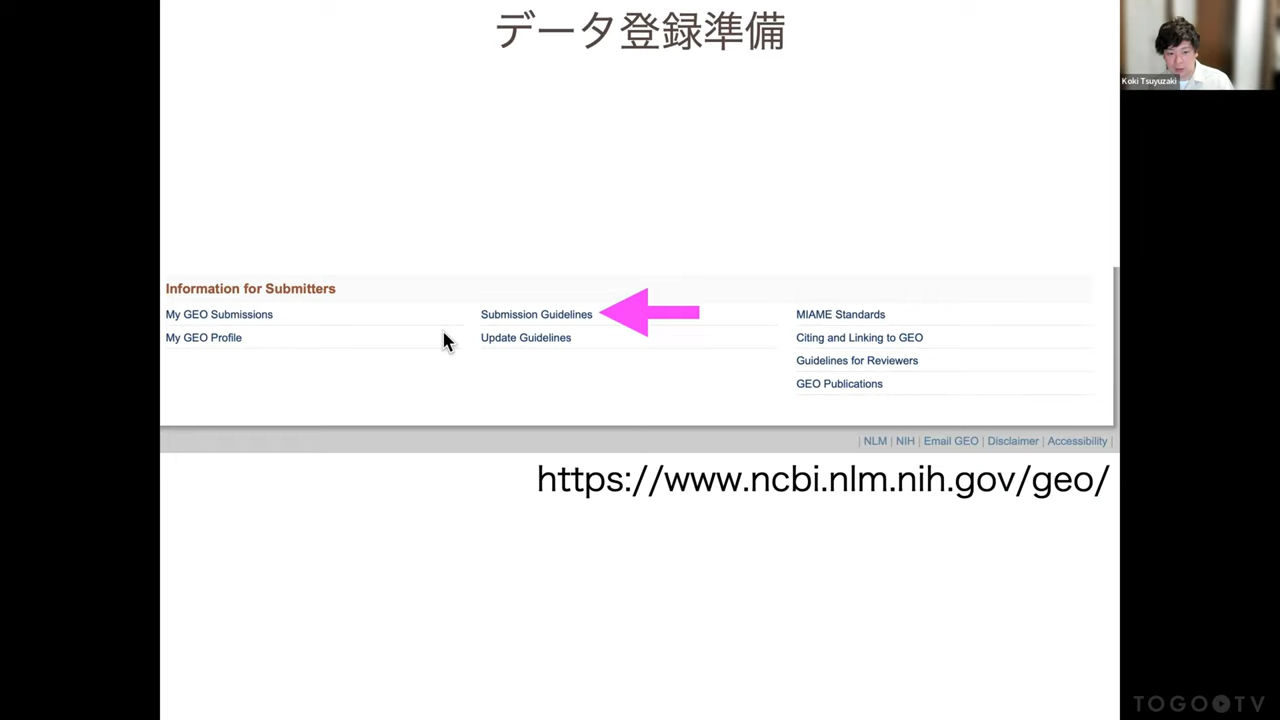 データ登録準備
Koki Tsuyuzaki
Information for Submitters
My GEO Submissions
Submission Guidelines
MIAME Standards
My GEO Profile
Update Guidelines
Citing and Linking to GEO
Guidelines for Reviewers
GEO Publications
| NLM | NIH | Email GEO | Disclaimer | Accessibility |
https://www.ncbi.nlm.nih.gov/geo/
TOGO TV